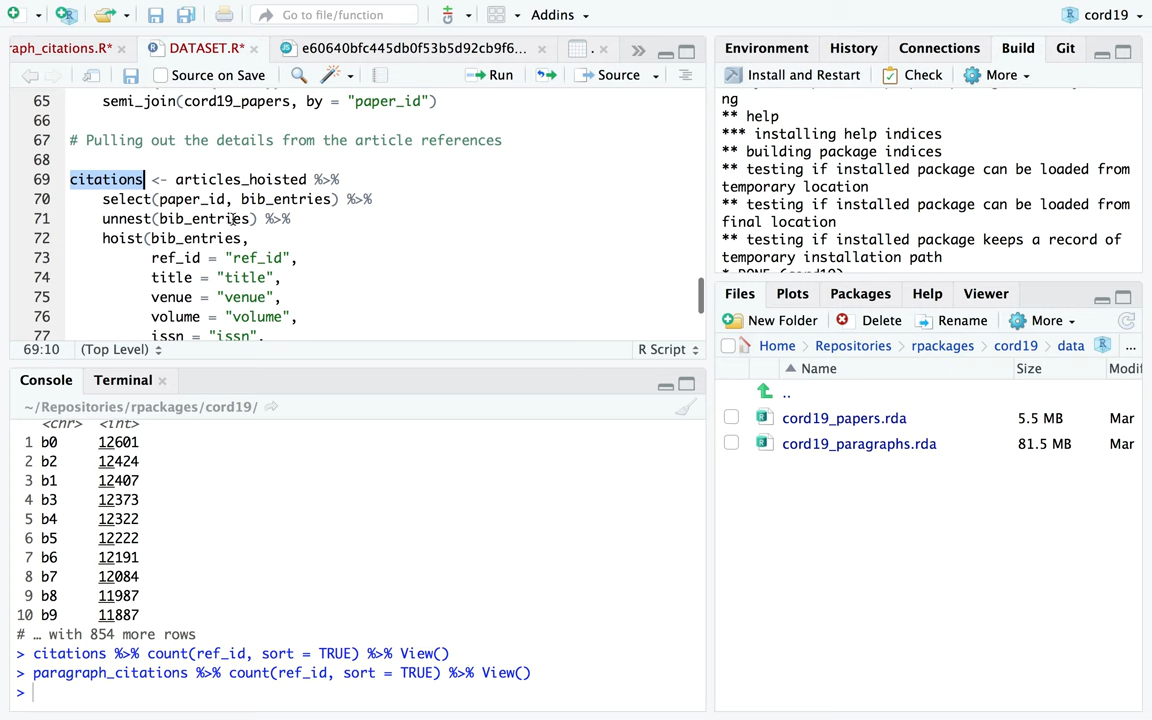 Go to file/function
Addins
cord19
raph_citations.R*
DATASET.R*
e60640bfc445db0f53b5d92cb9f6...
.
Source on Save
Run
Source
65 semi_join(cord19_papers, by = "paper_id")
66
67 # Pulling out the details from the article references
68
69 citations <- articles_hoisted %>%
70 select(paper_id, bib_entries) %>%
71 unnest(bib_entries) %>%
72 hoist(bib_entries,
73 ref_id = "ref_id",
74 title = "title",
75 venue = "venue",
76 volume = "volume",
77 issn = "issn",
69:10 (Top Level) R Script
Console Terminal
~/Repositories/rpackages/cord19/
<chr> <int>
1 b0 12601
2 b2 12424
3 b1 12407
4 b3 12373
5 b4 12322
6 b5 12222
7 b6 12191
8 b7 12084
9 b8 11987
10 b9 11887
# … with 854 more rows
> citations %>% count(ref_id, sort = TRUE) %>% View()
> paragraph_citations %>% count(ref_id, sort = TRUE) %>% View()
>
Environment History Connections Build Git
Install and Restart Check More
ng
** help
*** installing help indices
** building package indices
** testing if installed package can be loaded from
temporary location
** testing if installed package can be loaded from
final location
** testing if installed package keeps a record of
temporary installation path
* DONE (cord19)
Files Plots Packages Help Viewer
New Folder Delete Rename More
Home Repositories rpackages cord19 data ...
Name Size Modif
..
cord19_papers.rda 5.5 MB Mar
cord19_paragraphs.rda 81.5 MB Mar